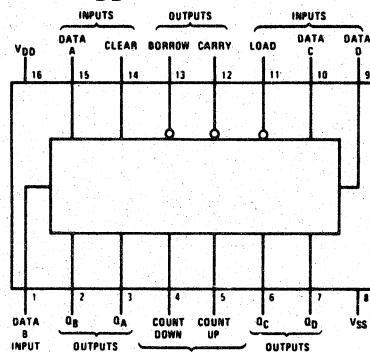 INPUTS OUTPUTS INPUTS
VDD DATA A CLEAR BORROW CARRY LOAD DATA C DATA D
16 15 14 13 12 11 10 9
1 2 3 4 5 6 7 8
DATA B INPUT QB QA COUNT DOWN COUNT UP QC QD VSS
OUTPUTS OUTPUTS